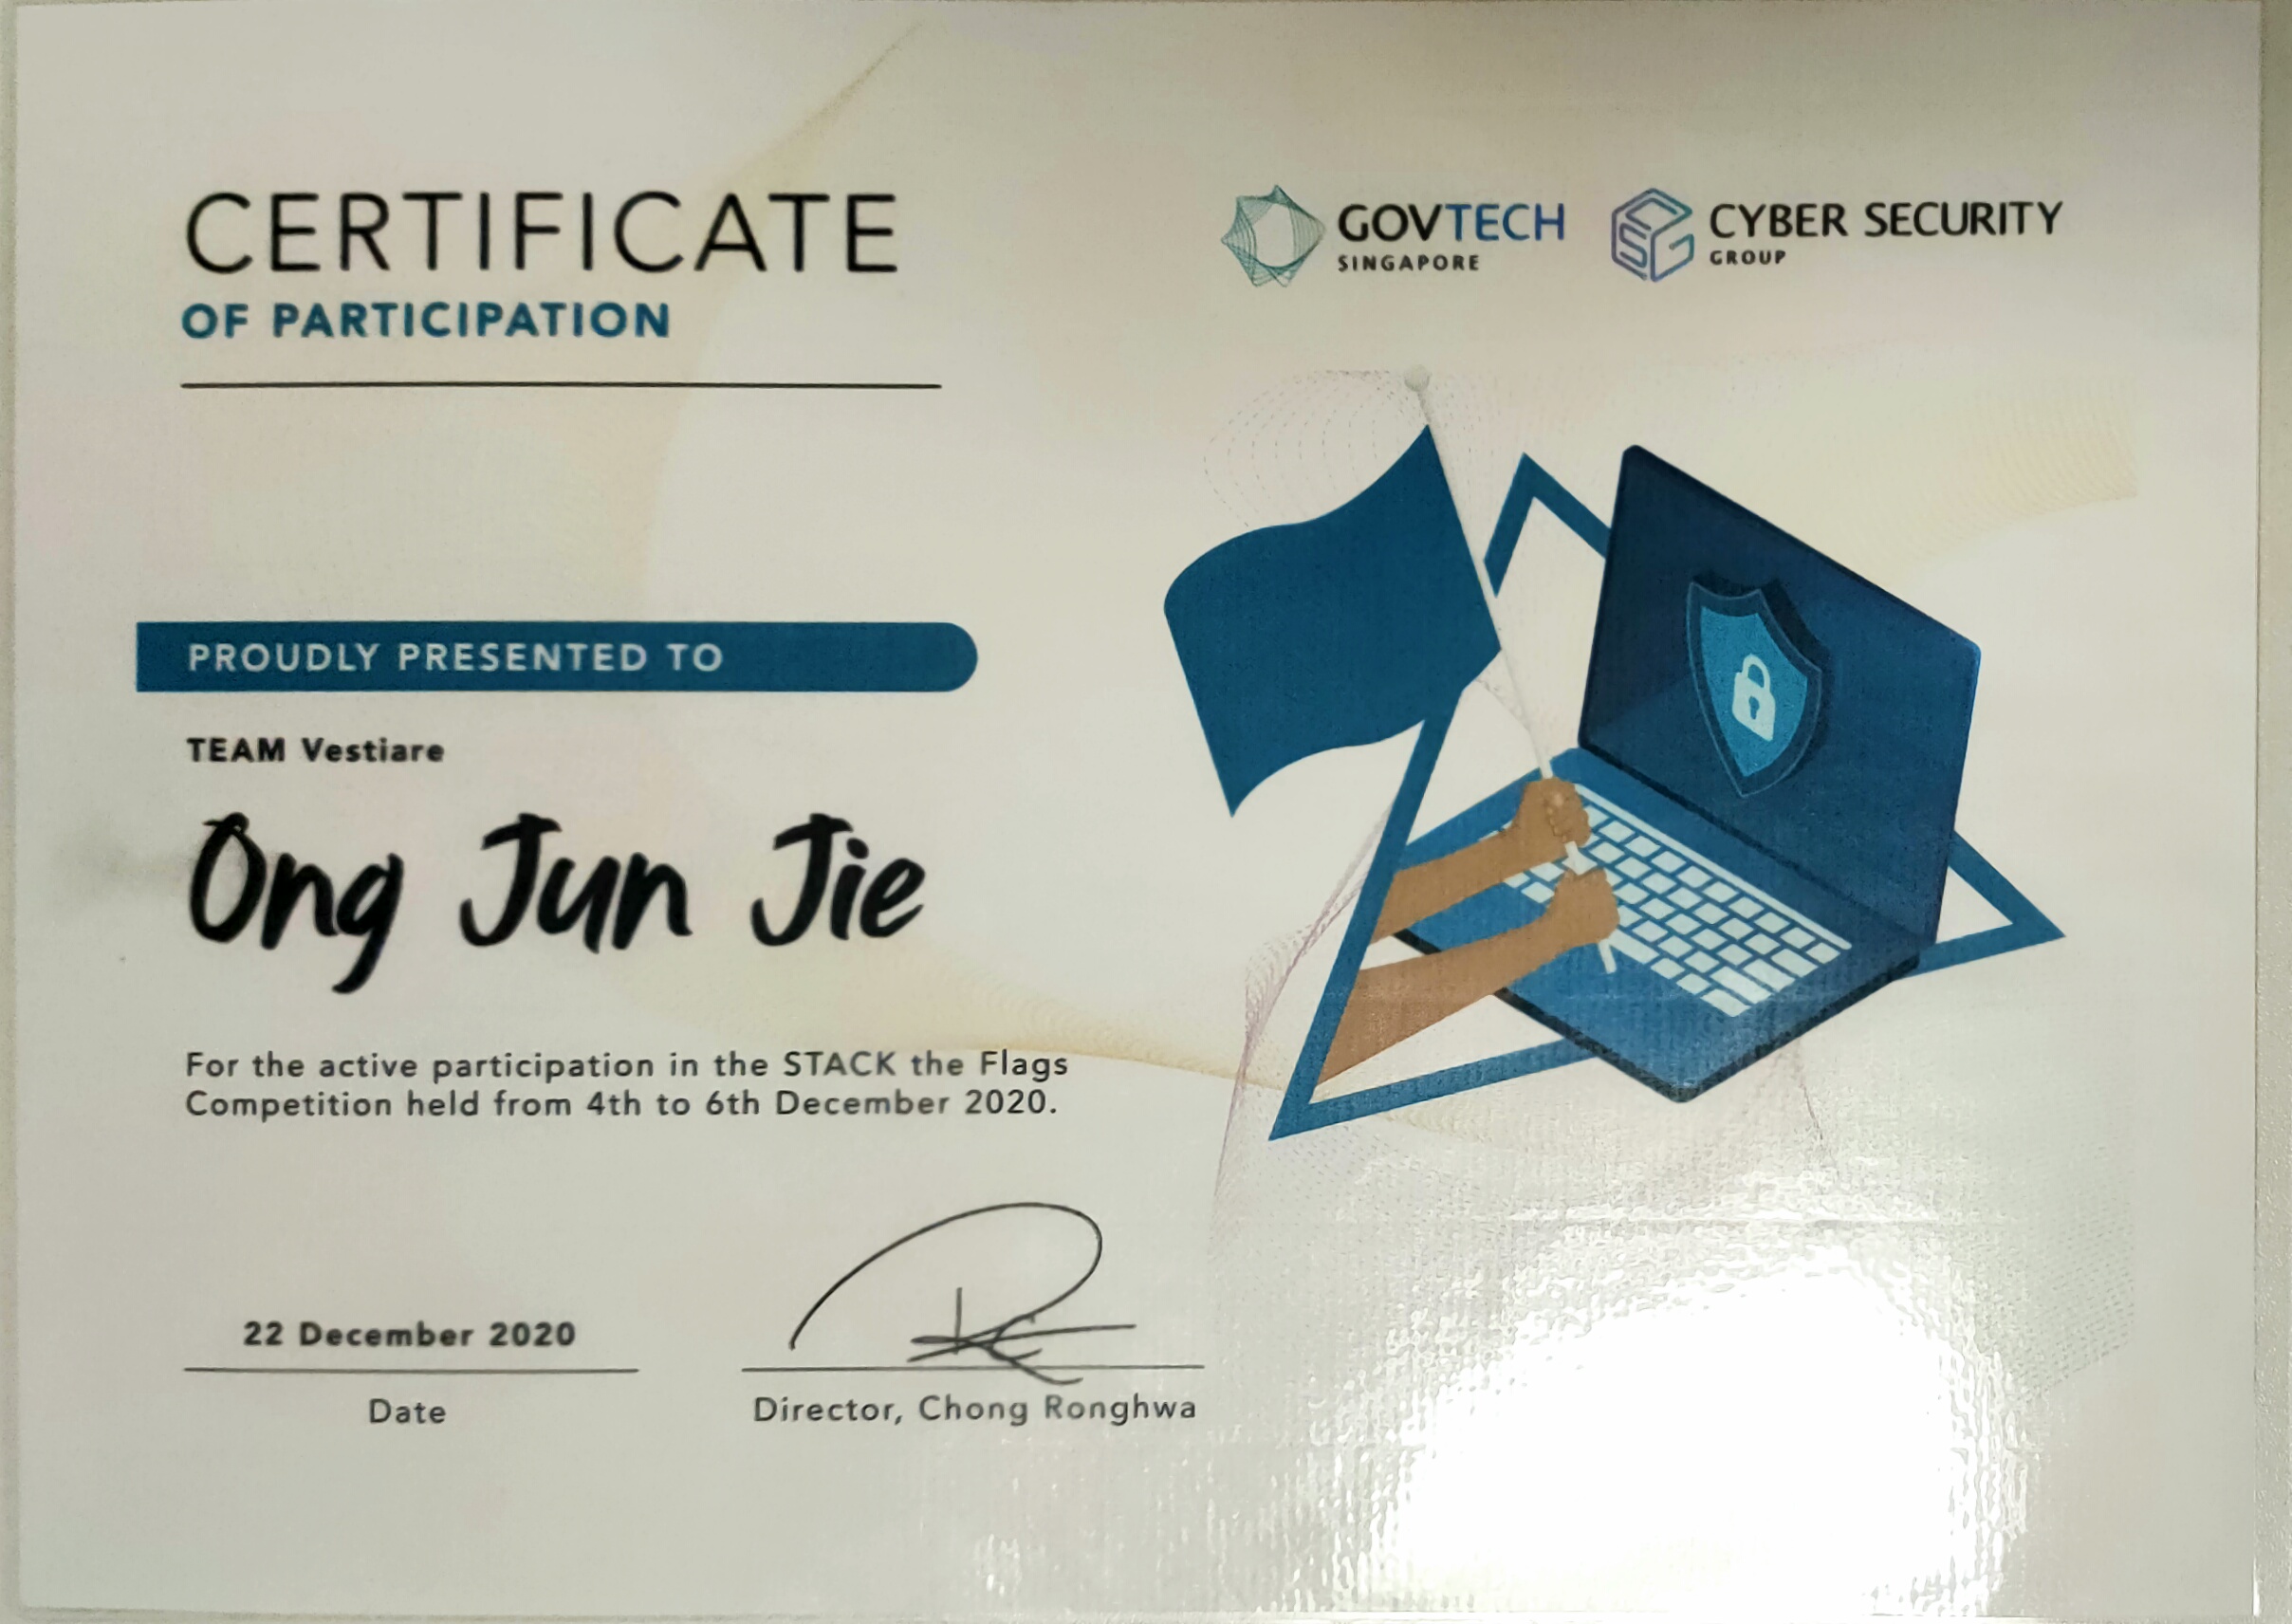 CERTIFICATE
OF PARTICIPATION
GOVTECH
SINGAPORE
CSG
CYBER SECURITY
GROUP
PROUDLY PRESENTED TO
TEAM Vestiare
Ong Jun Jie
For the active participation in the STACK the Flags
Competition held from 4th to 6th December 2020.
22 December 2020
Date
Director, Chong Ronghwa